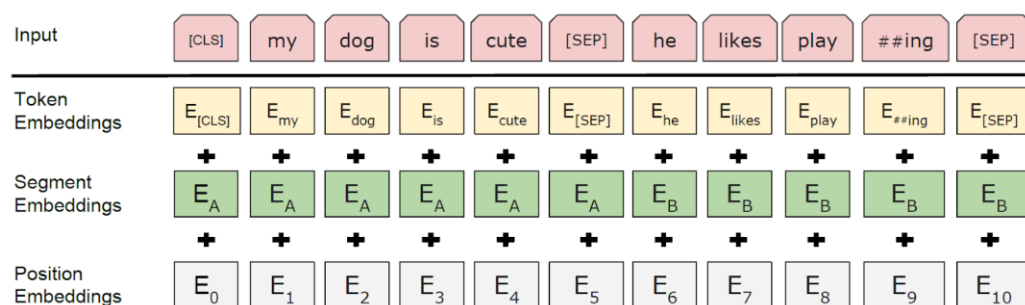 Input [CLS] my dog is cute [SEP] he likes play ##ing [SEP]
Token Embeddings E[CLS] Emy Edog Eis Ecute E[SEP] Ehe Elikes Eplay E##ing E[SEP]
+ + + + + + + + + + +
Segment Embeddings EA EA EA EA EA EA EB EB EB EB EB
+ + + + + + + + + + +
Position Embeddings E0 E1 E2 E3 E4 E5 E6 E7 E8 E9 E10